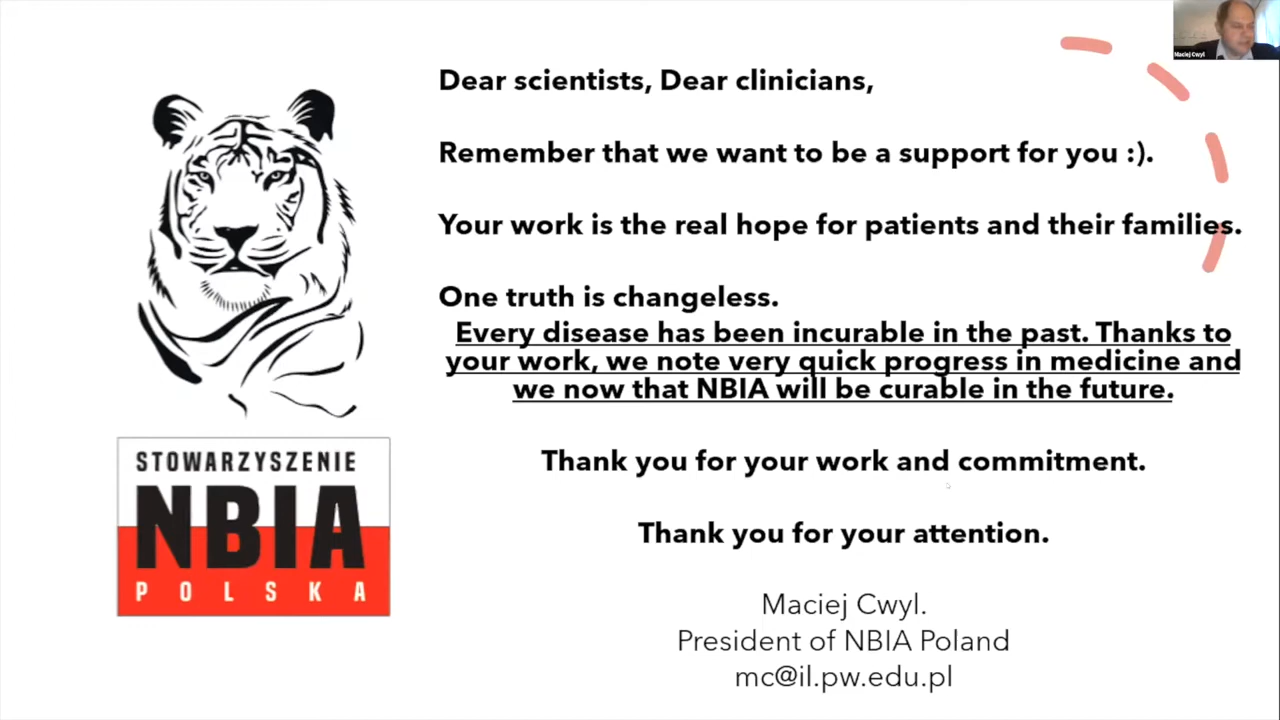 Maciej Cwyl
Dear scientists, Dear clinicians,
Remember that we want to be a support for you :).
Your work is the real hope for patients and their families.
One truth is changeless.
Every disease has been incurable in the past. Thanks to
your work, we note very quick progress in medicine and
we now that NBIA will be curable in the future.
Thank you for your work and commitment.
Thank you for your attention.
Maciej Cwyl.
President of NBIA Poland
mc@il.pw.edu.pl
STOWARZYSZENIE
NBIA
POLSKA